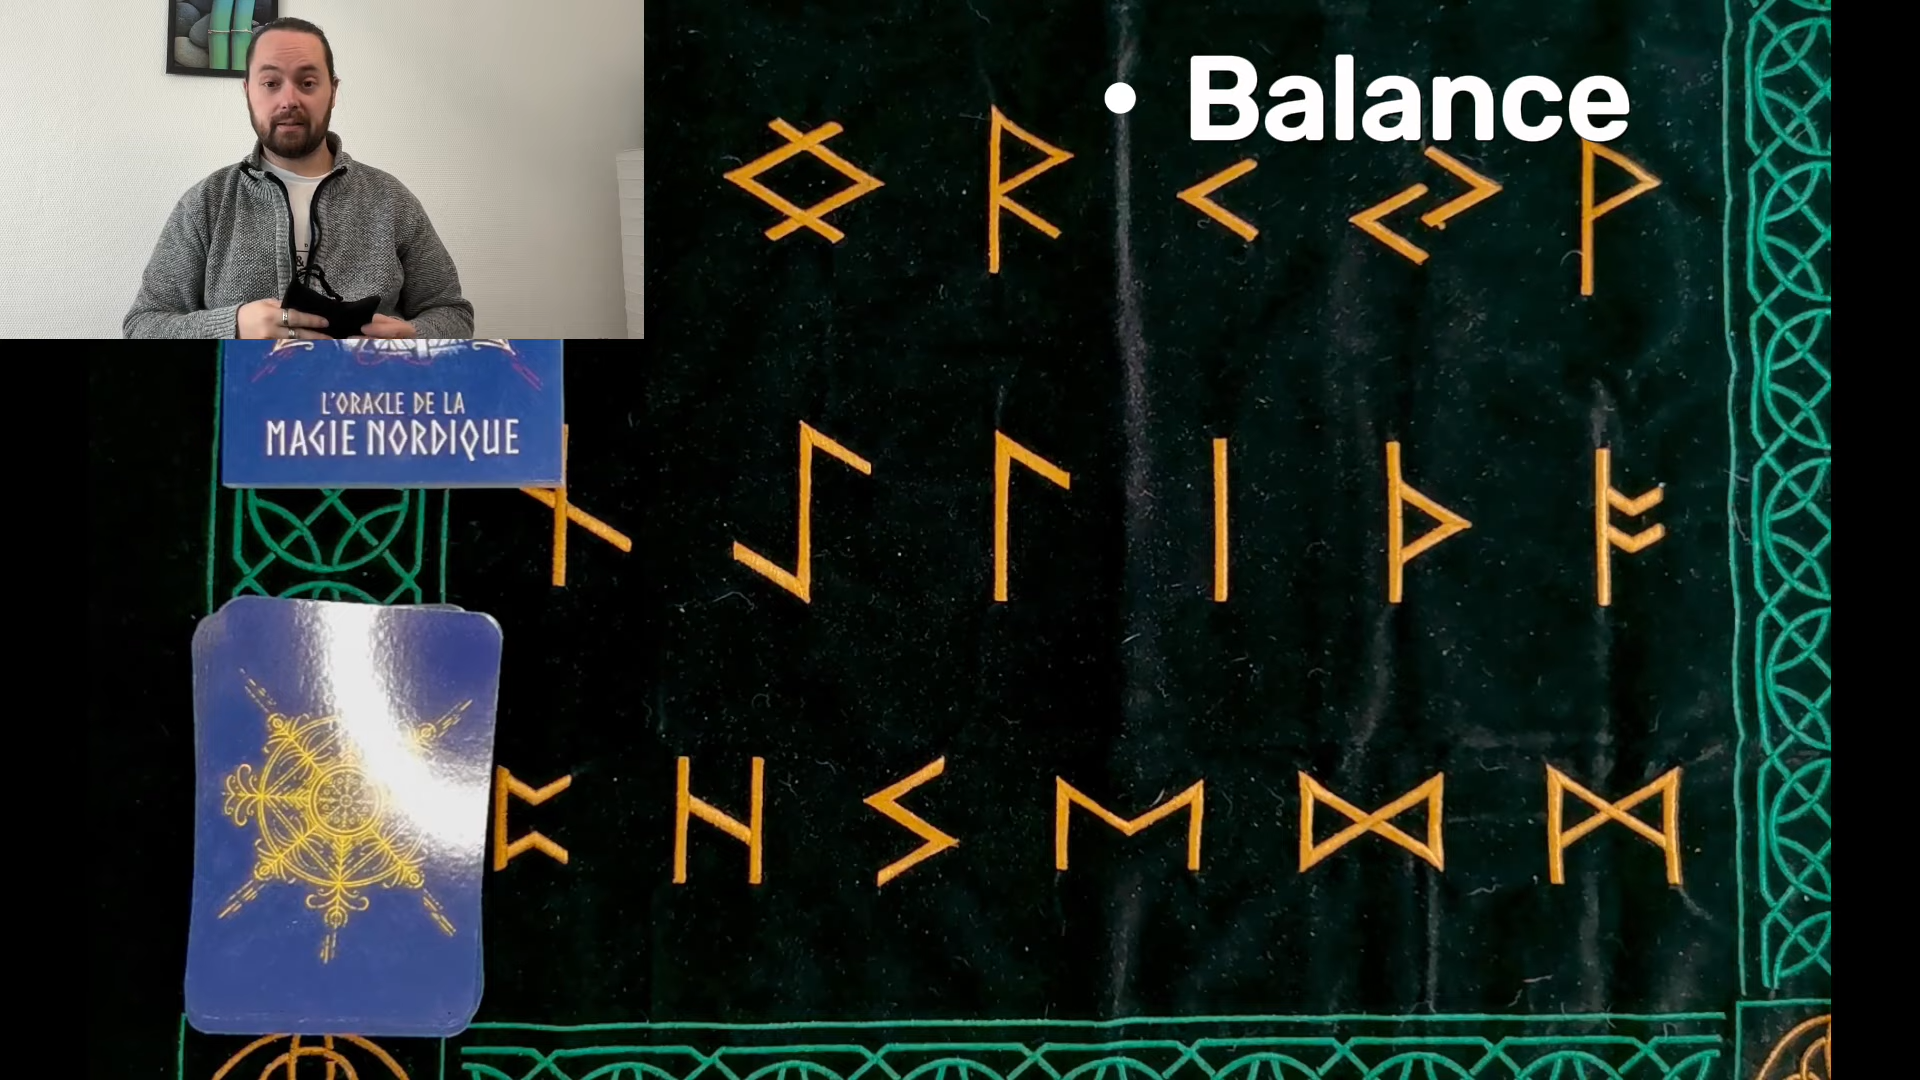 • Balance
ᛝ ᚱ ᚲ ᛃ ᚹ
L'ORACLE DE LA
MAGIE NORDIQUE
ᚾ ᛇ ᛚ ᛁ ᚦ ᚨ
ᛈ ᚺ ᛊ ᛖ ᛞ ᛗ